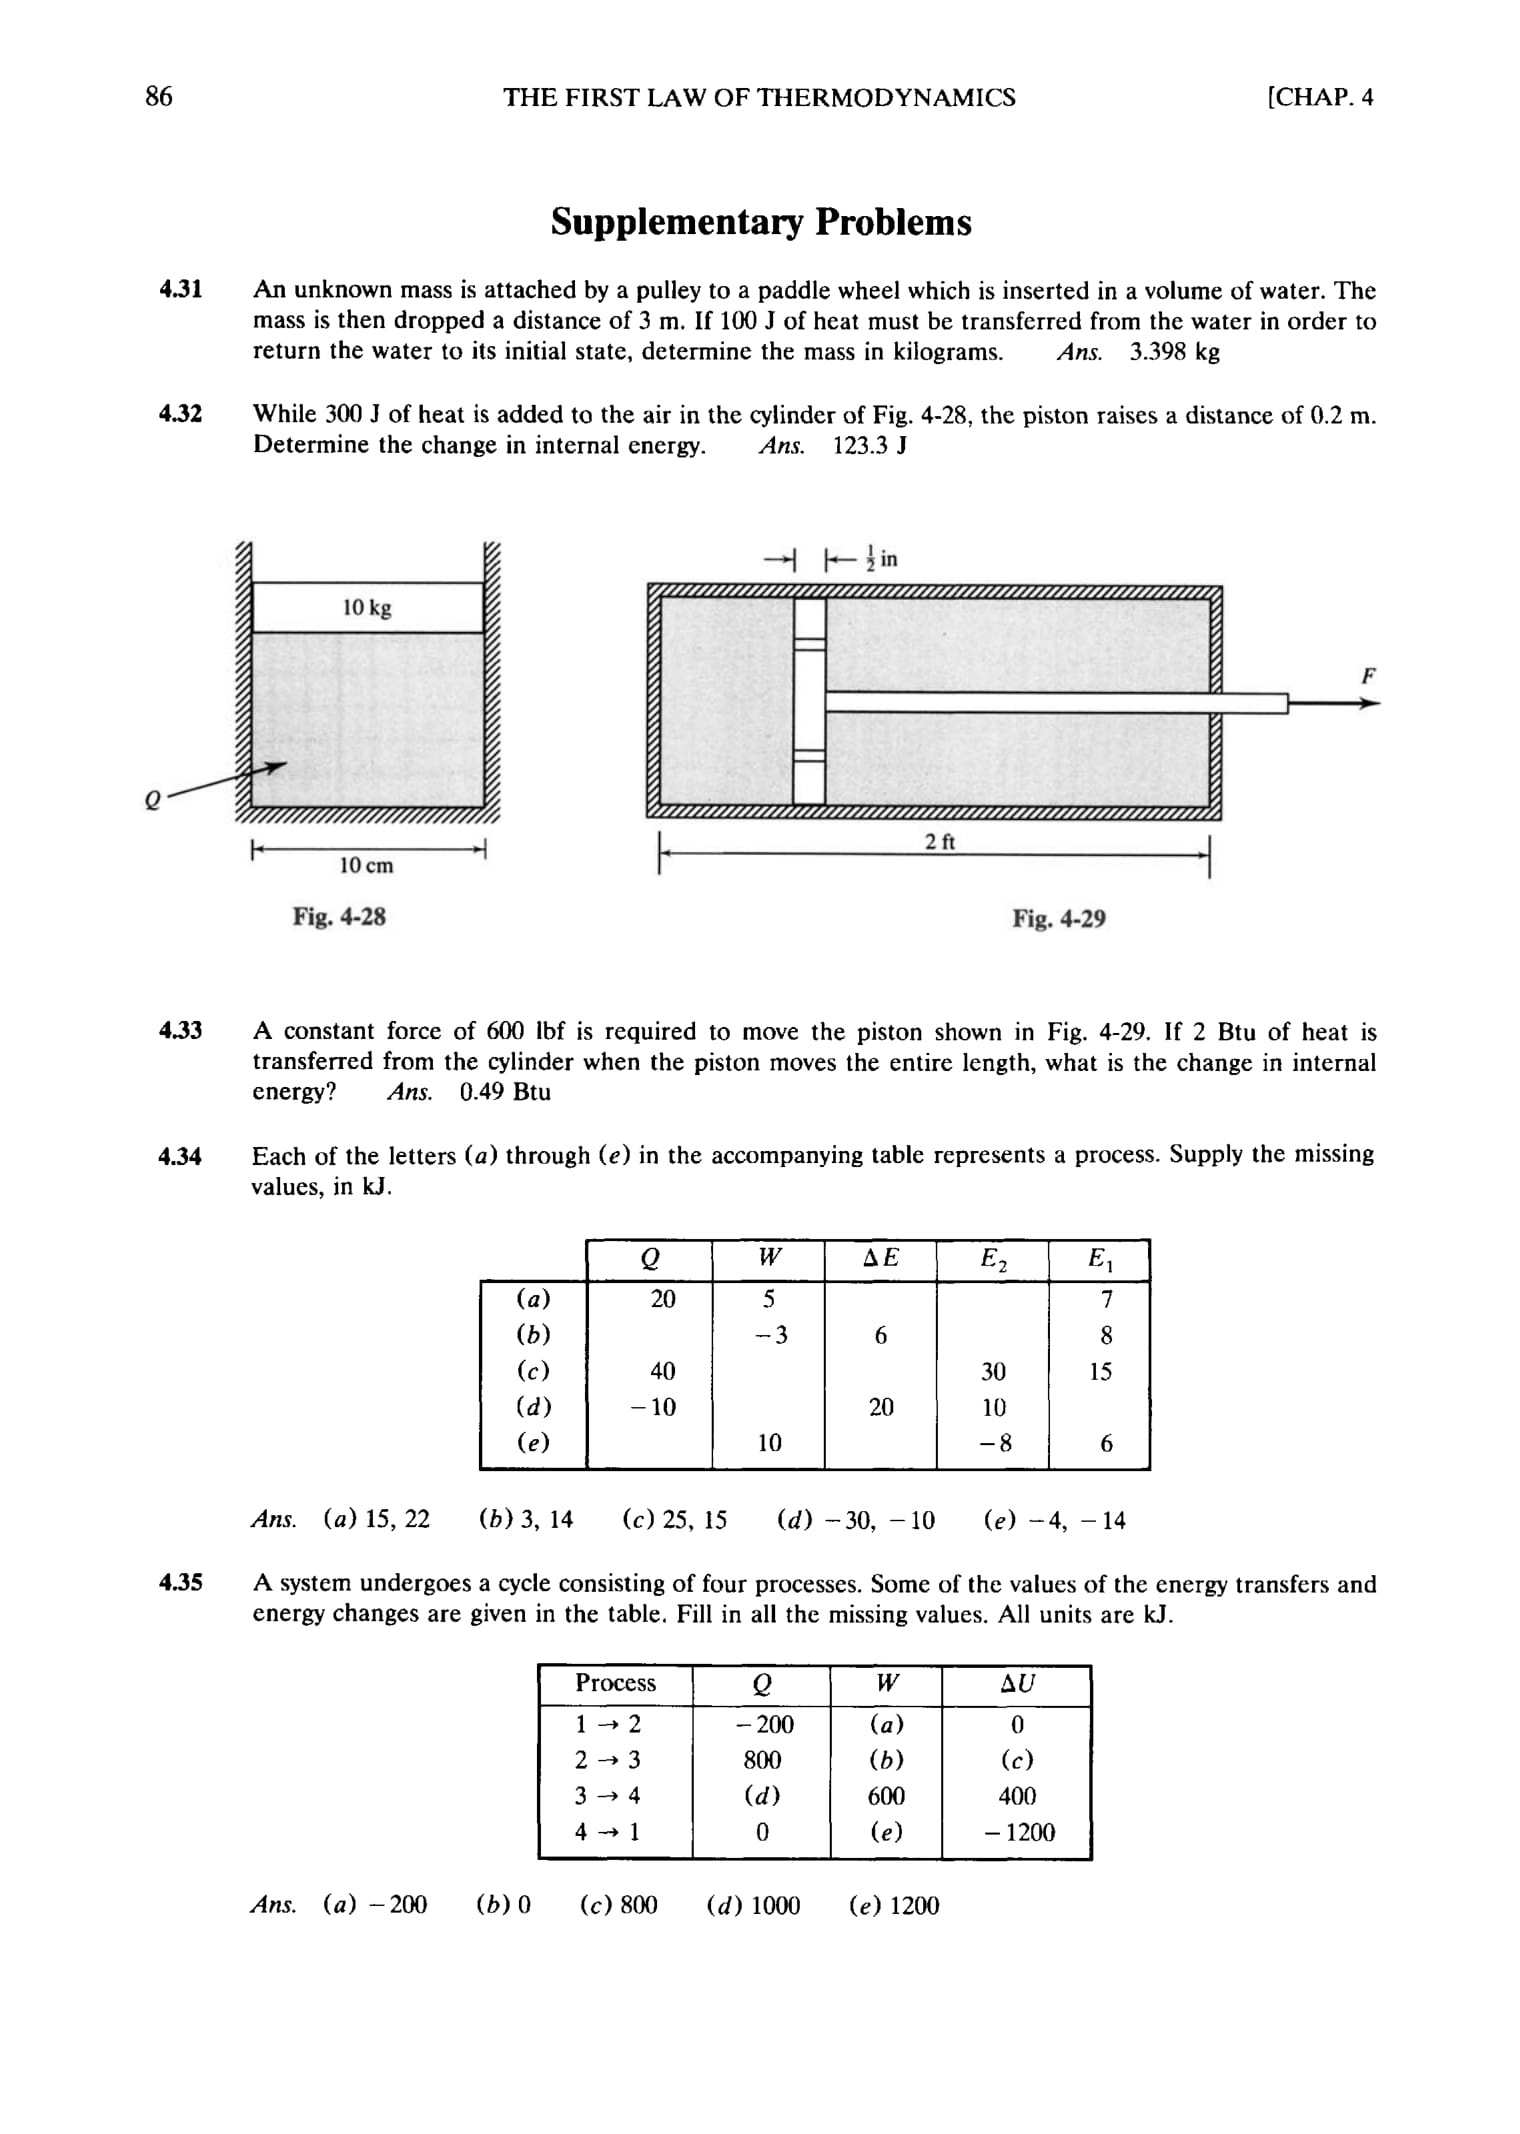 86 THE FIRST LAW OF THERMODYNAMICS [CHAP. 4
Supplementary Problems
4.31 An unknown mass is attached by a pulley to a paddle wheel which is inserted in a volume of water. The
mass is then dropped a distance of 3 m. If 100 J of heat must be transferred from the water in order to
return the water to its initial state, determine the mass in kilograms. Ans. 3.398 kg
4.32 While 300 J of heat is added to the air in the cylinder of Fig. 4-28, the piston raises a distance of 0.2 m.
Determine the change in internal energy. Ans. 123.3 J
10 kg
Q
10 cm
Fig. 4-28
½ in
F
2 ft
Fig. 4-29
4.33 A constant force of 600 lbf is required to move the piston shown in Fig. 4-29. If 2 Btu of heat is
transferred from the cylinder when the piston moves the entire length, what is the change in internal
energy? Ans. 0.49 Btu
4.34 Each of the letters (a) through (e) in the accompanying table represents a process. Supply the missing
values, in kJ.
Q W ΔE E₂ E₁
(a) 20 5 7
(b) −3 6 8
(c) 40 30 15
(d) −10 20 10
(e) 10 −8 6
Ans. (a) 15, 22 (b) 3, 14 (c) 25, 15 (d) −30, −10 (e) −4, −14
4.35 A system undergoes a cycle consisting of four processes. Some of the values of the energy transfers and
energy changes are given in the table. Fill in all the missing values. All units are kJ.
Process Q W ΔU
1 → 2 −200 (a) 0
2 → 3 800 (b) (c)
3 → 4 (d) 600 400
4 → 1 0 (e) −1200
Ans. (a) −200 (b) 0 (c) 800 (d) 1000 (e) 1200